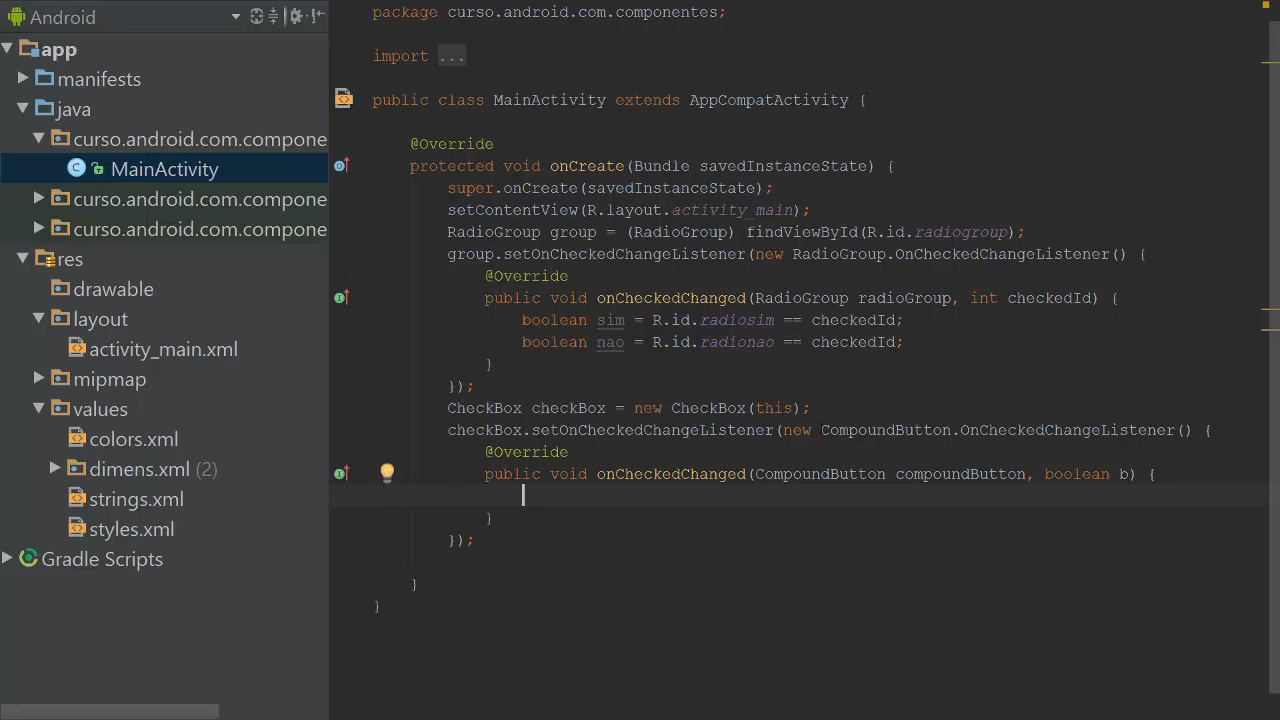 Android
app
manifests
java
curso.android.com.compone
MainActivity
curso.android.com.compone
curso.android.com.compone
res
drawable
layout
activity_main.xml
mipmap
values
colors.xml
dimens.xml (2)
strings.xml
styles.xml
Gradle Scripts
package curso.android.com.componentes;
import ...
public class MainActivity extends AppCompatActivity {
@Override
protected void onCreate(Bundle savedInstanceState) {
super.onCreate(savedInstanceState);
setContentView(R.layout.activity_main);
RadioGroup group = (RadioGroup) findViewById(R.id.radiogroup);
group.setOnCheckedChangeListener(new RadioGroup.OnCheckedChangeListener() {
@Override
public void onCheckedChanged(RadioGroup radioGroup, int checkedId) {
boolean sim = R.id.radiosim == checkedId;
boolean nao = R.id.radionao == checkedId;
}
});
CheckBox checkBox = new CheckBox(this);
checkBox.setOnCheckedChangeListener(new CompoundButton.OnCheckedChangeListener() {
@Override
public void onCheckedChanged(CompoundButton compoundButton, boolean b) {
}
});
}
}